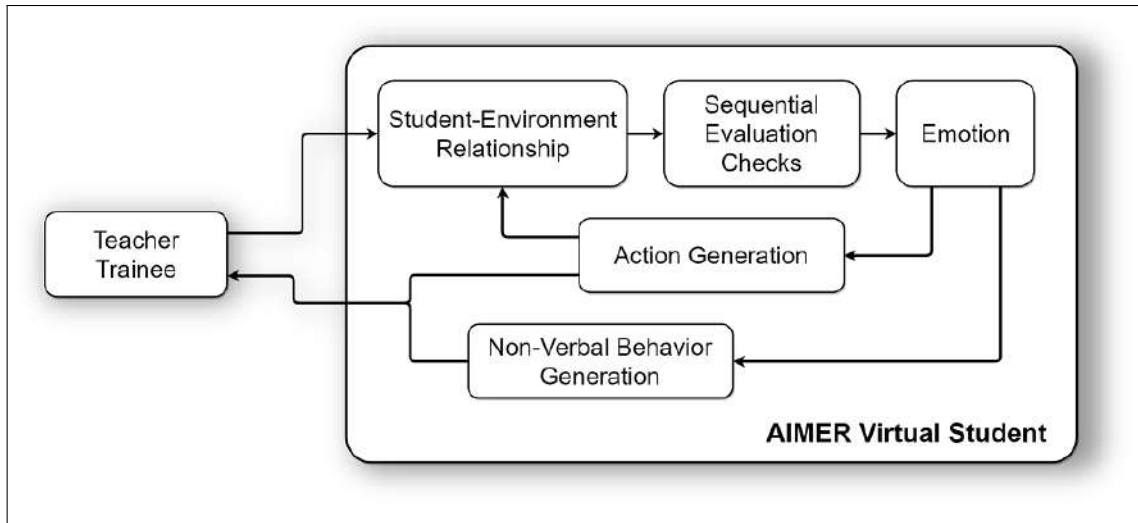 Student-Environment
Relationship
Sequential
Evaluation
Checks
Emotion
Teacher
Trainee
Action Generation
Non-Verbal Behavior
Generation
AIMER Virtual Student